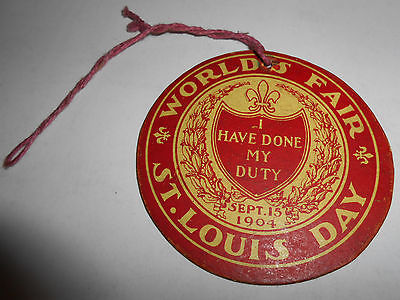 WORLD'S FAIR
I
HAVE DONE
MY
DUTY
SEPT. 15
1904
ST. LOUIS DAY